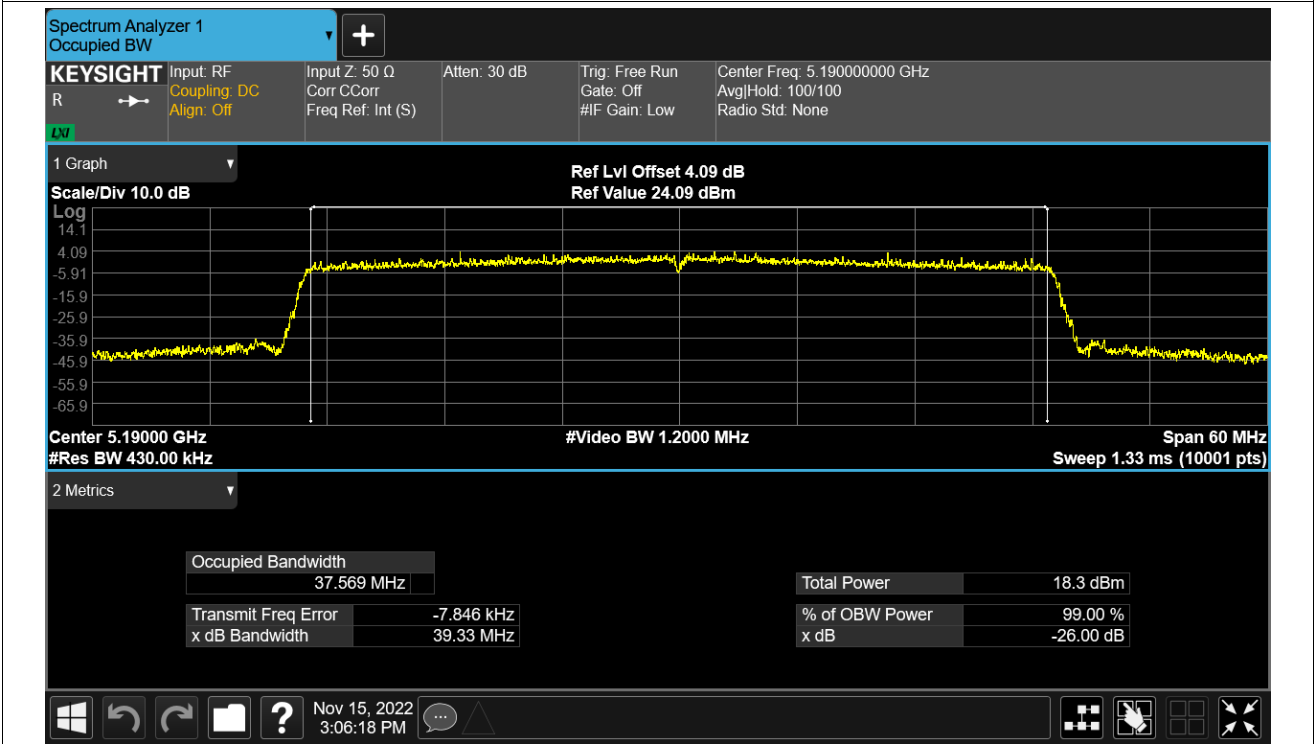 Spectrum Analyzer 1
Occupied BW
KEYSIGHT
R
LXI
Input: RF
Coupling: DC
Align: Off
Input Z: 50 Ω
Corr CCorr
Freq Ref: Int (S)
Atten: 30 dB
Trig: Free Run
Gate: Off
#IF Gain: Low
Center Freq: 5.190000000 GHz
Avg|Hold: 100/100
Radio Std: None
1 Graph
Scale/Div 10.0 dB
Ref Lvl Offset 4.09 dB
Ref Value 24.09 dBm
Log
14.1
4.09
-5.91
-15.9
-25.9
-35.9
-45.9
-55.9
-65.9
Center 5.19000 GHz
#Res BW 430.00 kHz
#Video BW 1.2000 MHz
Span 60 MHz
Sweep 1.33 ms (10001 pts)
2 Metrics
Occupied Bandwidth
37.569 MHz
Transmit Freq Error -7.846 kHz
x dB Bandwidth 39.33 MHz
Total Power 18.3 dBm
% of OBW Power 99.00 %
x dB -26.00 dB
?
Nov 15, 2022
3:06:18 PM